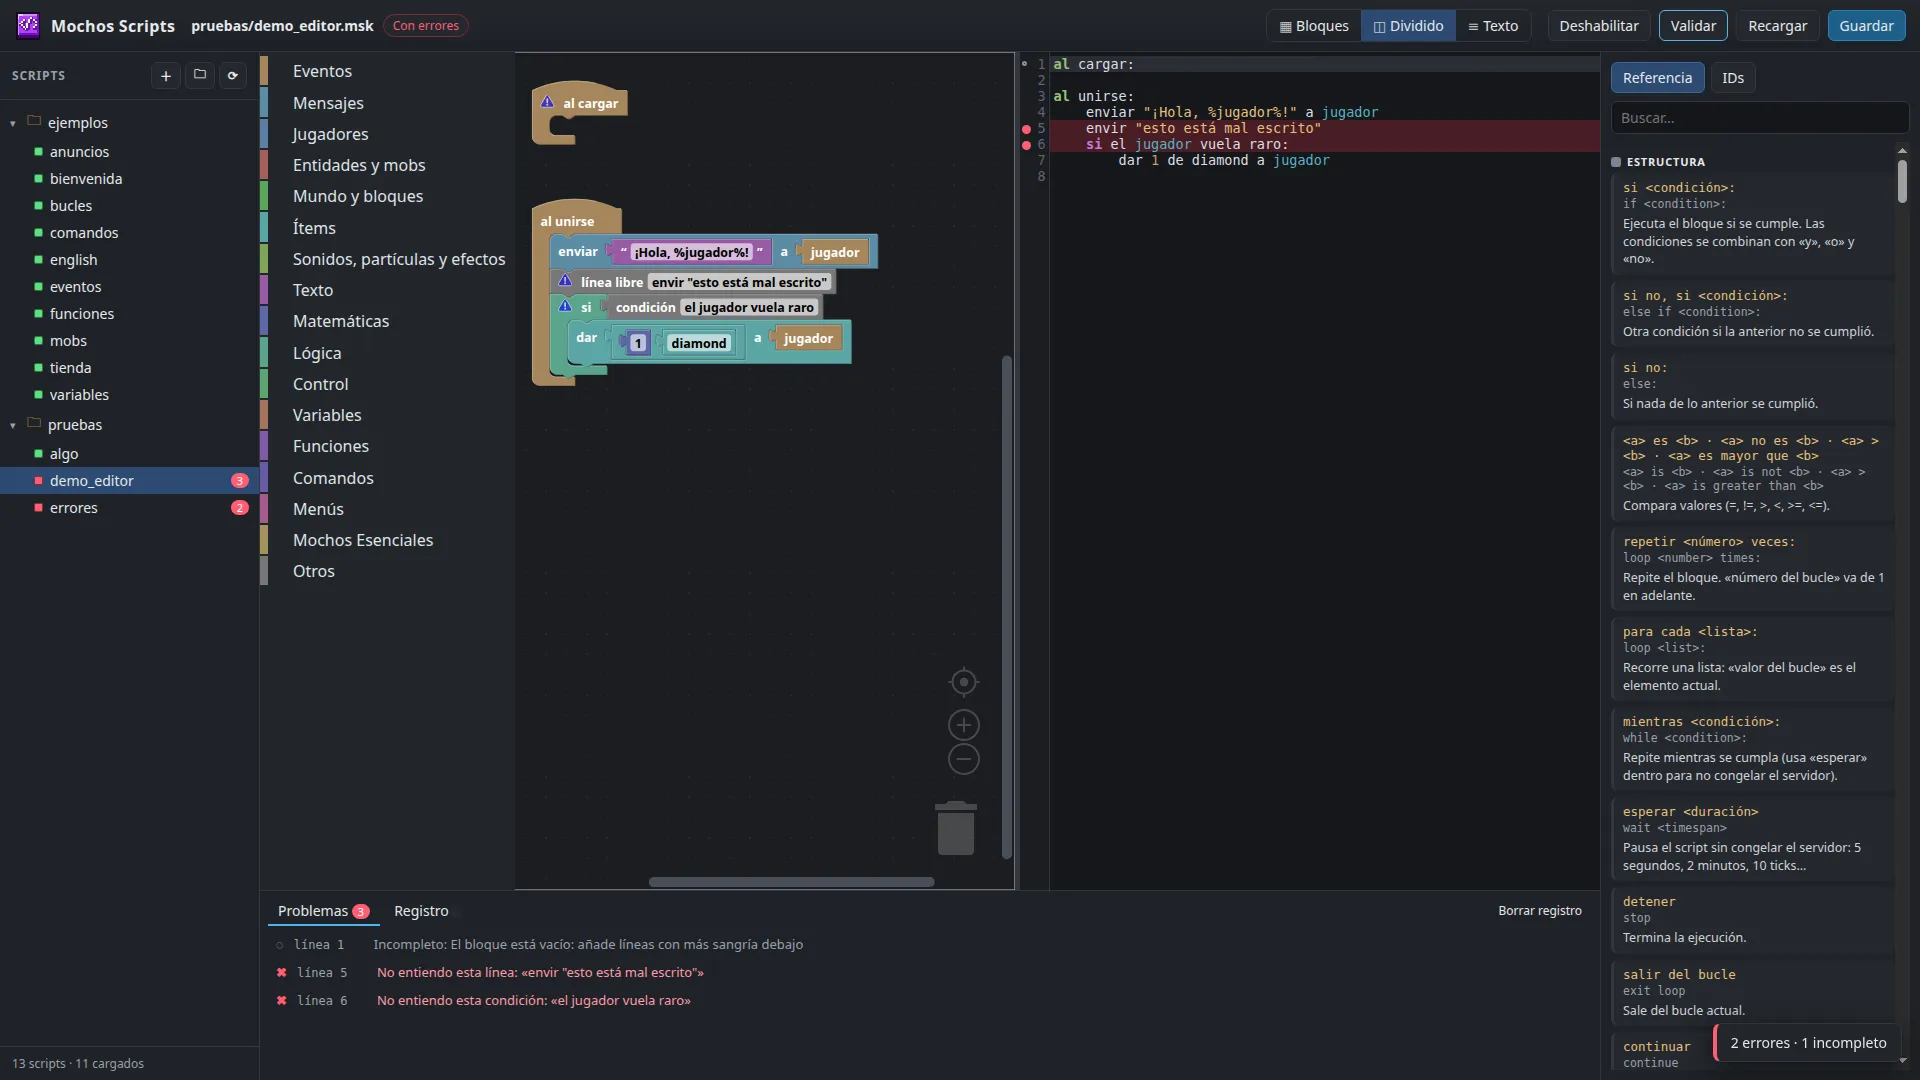 Mochos Scripts
pruebas/demo_editor.msk
Con errores
Bloques
Dividido
Texto
Deshabilitar
Validar
Recargar
Guardar
SCRIPTS
ejemplos
anuncios
bienvenida
bucles
comandos
english
eventos
funciones
mobs
tienda
variables
pruebas
algo
demo_editor
3
errores
2
13 scripts · 11 cargados
Eventos
Mensajes
Jugadores
Entidades y mobs
Mundo y bloques
Ítems
Sonidos, partículas y efectos
Texto
Matemáticas
Lógica
Control
Variables
Funciones
Comandos
Menús
Mochos Esenciales
Otros
al cargar
al unirse
enviar “ ¡Hola, %jugador%! ” a jugador
línea libre envir "esto está mal escrito"
si condición el jugador vuela raro
dar 1 diamond a jugador
1 al cargar:
2
3 al unirse:
4 enviar "¡Hola, %jugador%!" a jugador
5 envir "esto está mal escrito"
6 si el jugador vuela raro:
7 dar 1 de diamond a jugador
8
Problemas 3
Registro
Borrar registro
línea 1 Incompleto: El bloque está vacío: añade líneas con más sangría debajo
línea 5 No entiendo esta línea: «envir "esto está mal escrito"»
línea 6 No entiendo esta condición: «el jugador vuela raro»
Referencia
IDs
Buscar...
ESTRUCTURA
si <condición>:
if <condition>:
Ejecuta el bloque si se cumple. Las
condiciones se combinan con «y», «o» y
«no».
si no, si <condición>:
else if <condition>:
Otra condición si la anterior no se cumplió.
si no:
else:
Si nada de lo anterior se cumplió.
<a> es <b> · <a> no es <b> · <a> >
<b> · <a> es mayor que <b>
<a> is <b> · <a> is not <b> · <a> >
<b> · <a> is greater than <b>
Compara valores (=, !=, >, <, >=, <=).
repetir <número> veces:
loop <number> times:
Repite el bloque. «número del bucle» va de 1
en adelante.
para cada <lista>:
loop <list>:
Recorre una lista: «valor del bucle» es el
elemento actual.
mientras <condición>:
while <condition>:
Repite mientras se cumpla (usa «esperar»
dentro para no congelar el servidor).
esperar <duración>
wait <timespan>
Pausa el script sin congelar el servidor: 5
segundos, 2 minutos, 10 ticks...
detener
stop
Termina la ejecución.
salir del bucle
exit loop
Sale del bucle actual.
continuar
continue
2 errores · 1 incompleto